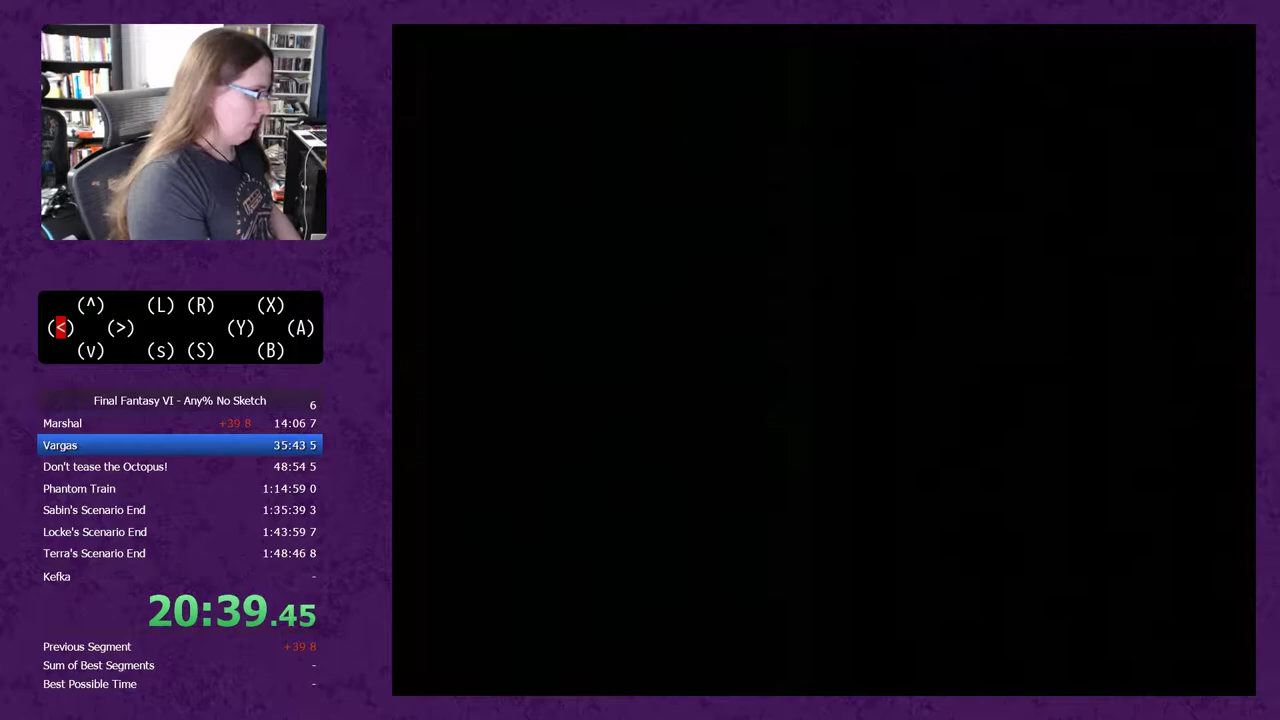 (^) (L) (R) (X)
(<) (>) (Y) (A)
(v) (s) (S) (B)
Final Fantasy VI - Any% No Sketch 6
Marshal +39 8 14:06 7
Vargas 35:43 5
Don't tease the Octopus! 48:54 5
Phantom Train 1:14:59 0
Sabin's Scenario End 1:35:39 3
Locke's Scenario End 1:43:59 7
Terra's Scenario End 1:48:46 8
Kefka -
20:39.45
Previous Segment +39 8
Sum of Best Segments -
Best Possible Time -